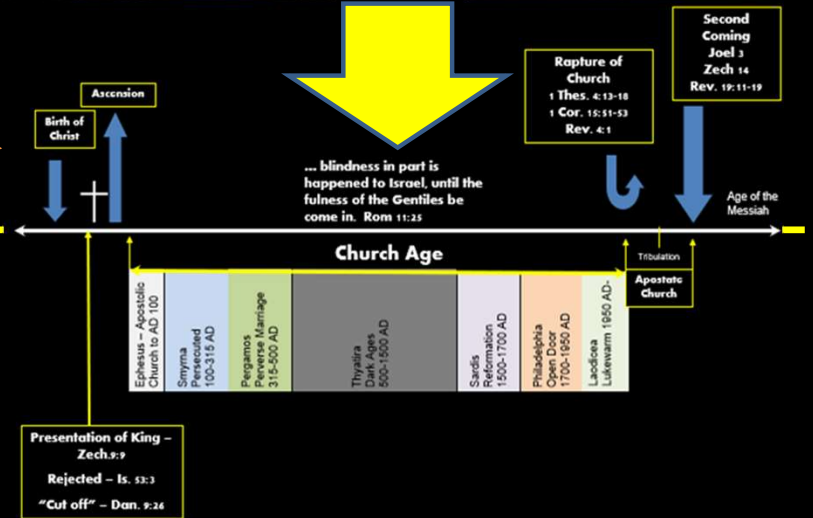 Birth of
Christ
Ascension
... blindness in part is
happened to Israel, until the
fulness of the Gentiles be
come in. Rom 11:25
Rapture of
Church
1 Thes. 4:13-18
1 Cor. 15:51-53
Rev. 4:1
Second
Coming
Joel 3
Zech 14
Rev. 19:11-19
Age of the
Messiah
Church Age
Tribulation
Apostate
Church
Ephesus – Apostolic
Church to AD 100
Smyrna
Persecuted
100-315 AD
Pergamos
Perverse Marriage
315-500 AD
Thyatira
Dark Ages
500-1500 AD
Sardis
Reformation
1500-1700 AD
Philadelphia
Open Door
1700-1950 AD
Laodicea
Lukewarm 1950 AD-
Presentation of King –
Zech.9:9
Rejected – Is. 53:3
“Cut off” – Dan. 9:26